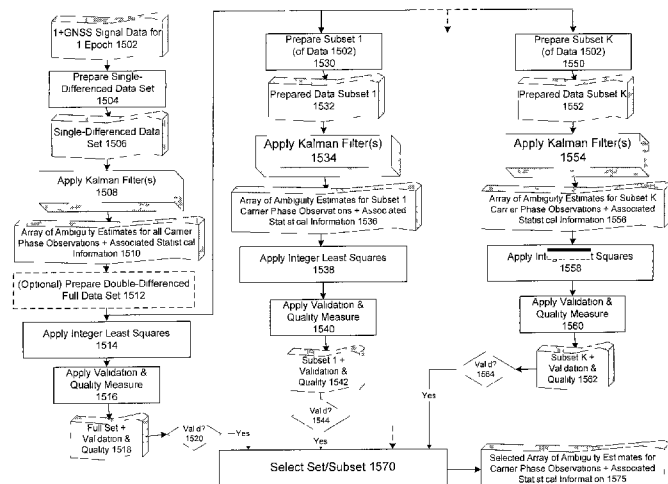 1+GNSS Signal Data for
1 Epoch 1502
Prepare Single-
Differenced Data Set
1504
Single-Differenced Data
Set 1506
Apply Kalman Filter(s)
1508
Array of Ambiguity Estimates for all Carrier
Phase Observations + Associated Statistical
Information 1510
(Optional) Prepare Double-Differenced
Full Data Set 1512
Apply Integer Least Squares
1514
Apply Validation &
Quality Measure
1516
Full Set +
Validation &
Quality 1518
Valid?
1520
Yes
Prepare Subset 1
(of Data 1502)
1530
Prepared Data Subset 1
1532
Apply Kalman Filter(s)
1534
Array of Ambiguity Estimates for Subset 1
Carrier Phase Observations + Associated
Statistical Information 1536
Apply Integer Least Squares
1538
Apply Validation &
Quality Measure
1540
Subset 1 +
Validation &
Quality 1542
Valid?
1544
Yes
Prepare Subset K
(of Data 1502)
1550
Prepared Data Subset K
1552
Apply Kalman Filter(s)
1554
Array of Ambiguity Estimates for Subset K
Carrier Phase Observations + Associated
Statistical Information 1556
Apply Squares
1558
Apply Validation &
Quality Measure
1560
Subset K +
Validation &
Quality 1562
Valid?
1564
Yes
Select Set/Subset 1570
Selected Array of Ambiguity Estimates for
Carrier Phase Observations + Associated
Statistical Information 1575